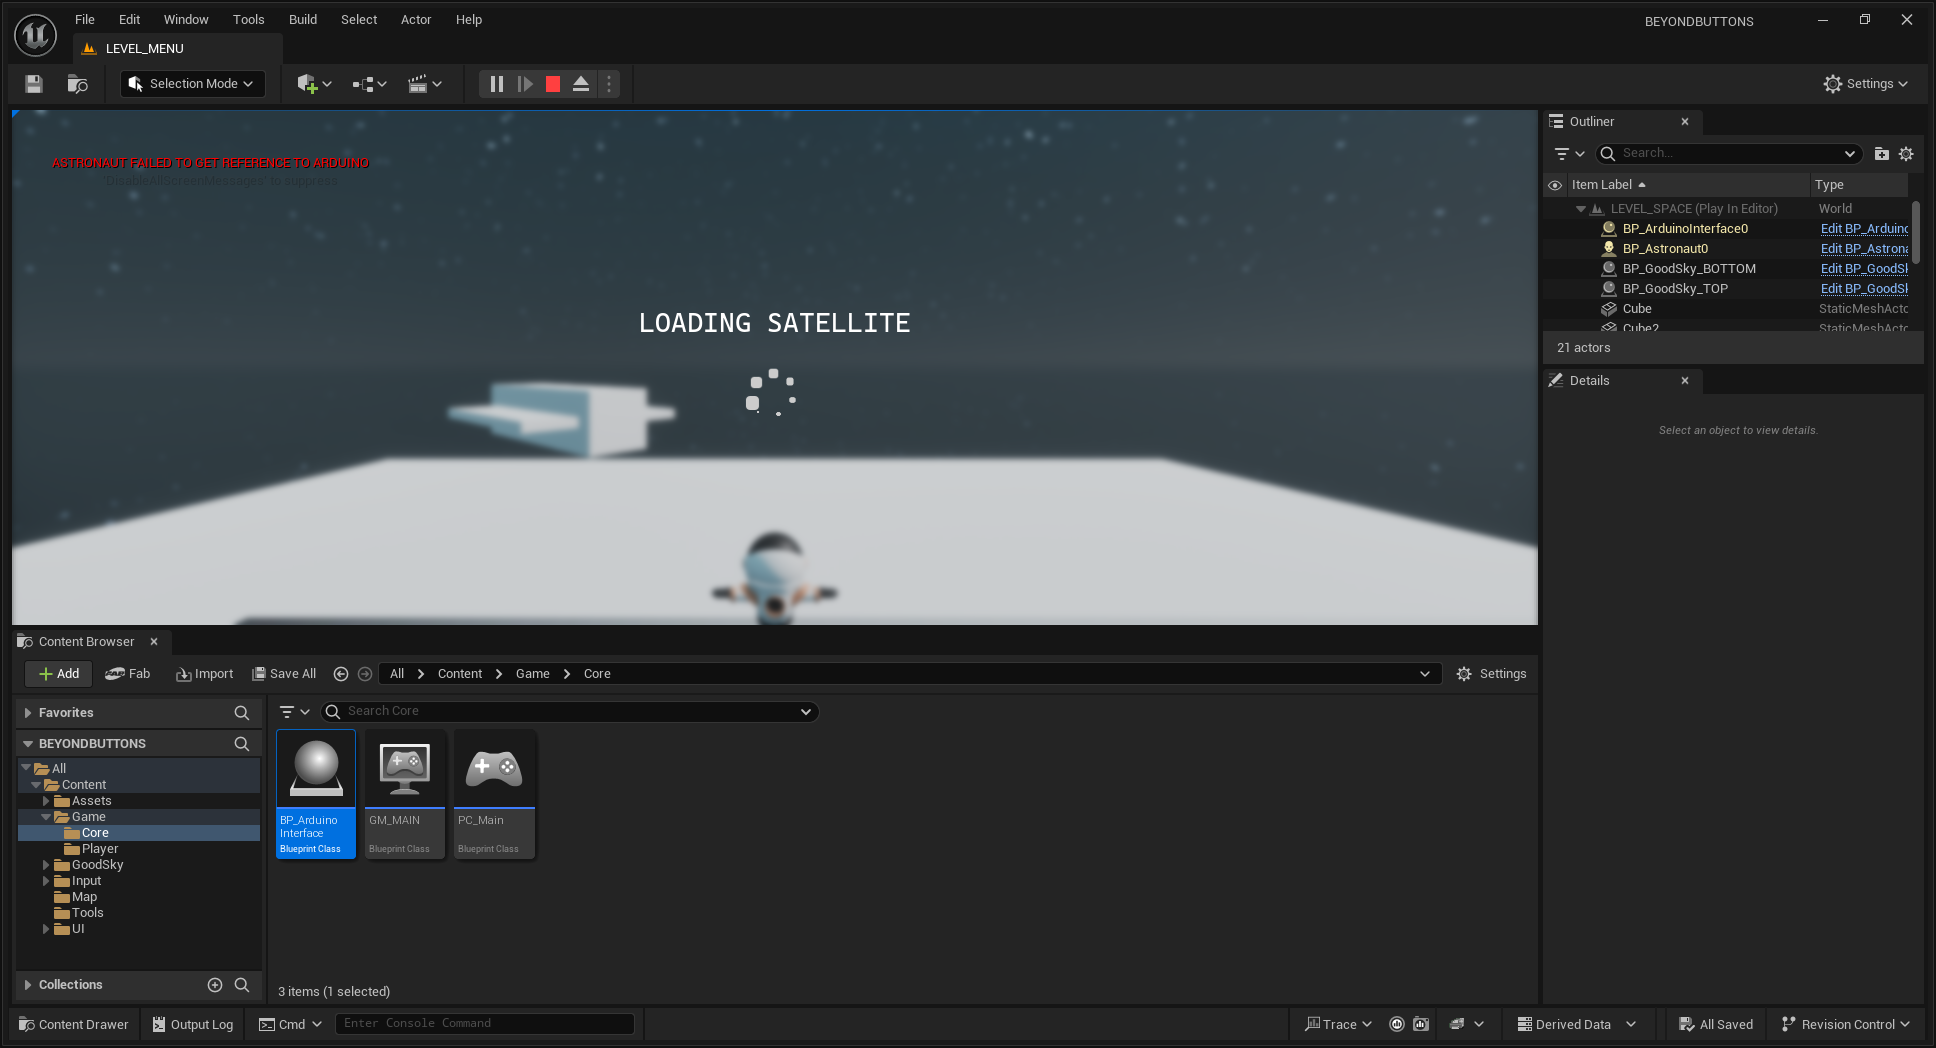 File Edit Window Tools Build Select Actor Help
BEYONDBUTTONS
LEVEL_MENU
Selection Mode
Settings
ASTRONAUT FAILED TO GET REFERENCE TO ARDUINO
'DisableAllScreenMessages' to suppress
LOADING SATELLITE
Outliner
Search...
Item Label Type
LEVEL_SPACE (Play In Editor) World
BP_ArduinoInterface0 Edit BP_Arduino
BP_Astronaut0 Edit BP_Astrona
BP_GoodSky_BOTTOM Edit BP_GoodSk
BP_GoodSky_TOP Edit BP_GoodSk
Cube StaticMeshActo
Cube2 StaticMeshActo
21 actors
Details
Select an object to view details.
Content Browser
Add Fab Import Save All All Content Game Core Settings
Favorites
BEYONDBUTTONS
All
Content
Assets
Game
Core
Player
GoodSky
Input
Map
Tools
UI
Collections
Search Core
BP_Arduino
Interface
Blueprint Class
GM_MAIN
Blueprint Class
PC_Main
Blueprint Class
3 items (1 selected)
Content Drawer Output Log Cmd Enter Console Command Trace Derived Data All Saved Revision Control